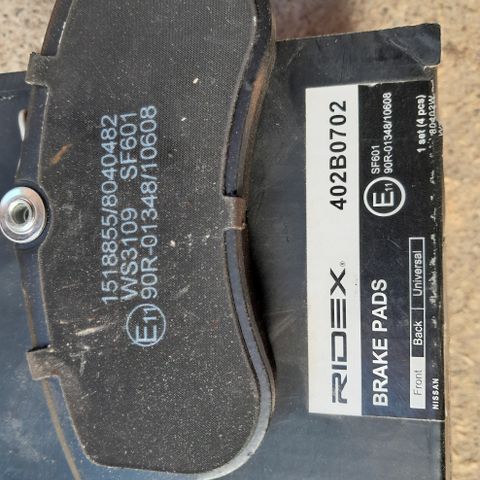 1518855/8040482
WS3109 SF601
E11 90R-01348/10608
RIDEX
402B0702
BRAKE PADS
E11
SF601
90R-01348/10608
Front Back Universal
1 set (4 pcs)
NISSAN